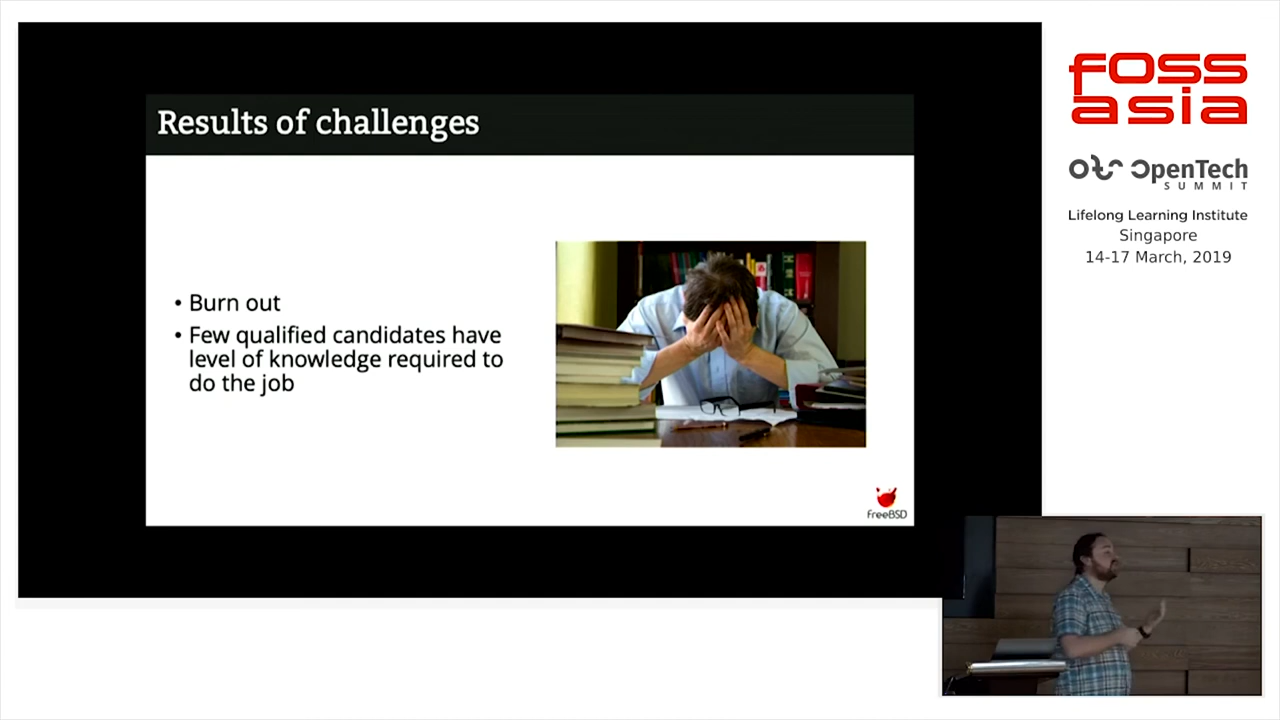 Results of challenges
• Burn out
• Few qualified candidates have
level of knowledge required to
do the job
FreeBSD
foss
asia
OpenTech
SUMMIT
Lifelong Learning Institute
Singapore
14-17 March, 2019